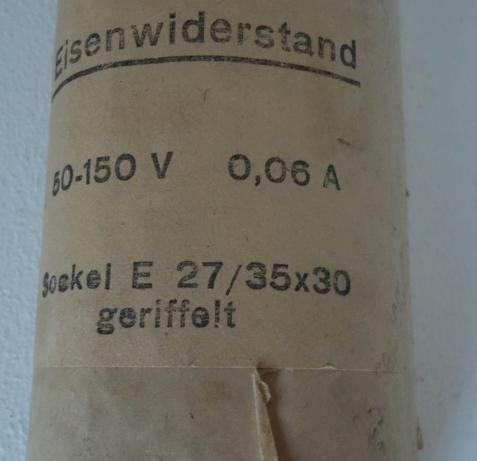 Eisenwiderstand
50-150 V 0,06 A
Sockel E 27/35x30
geriffelt